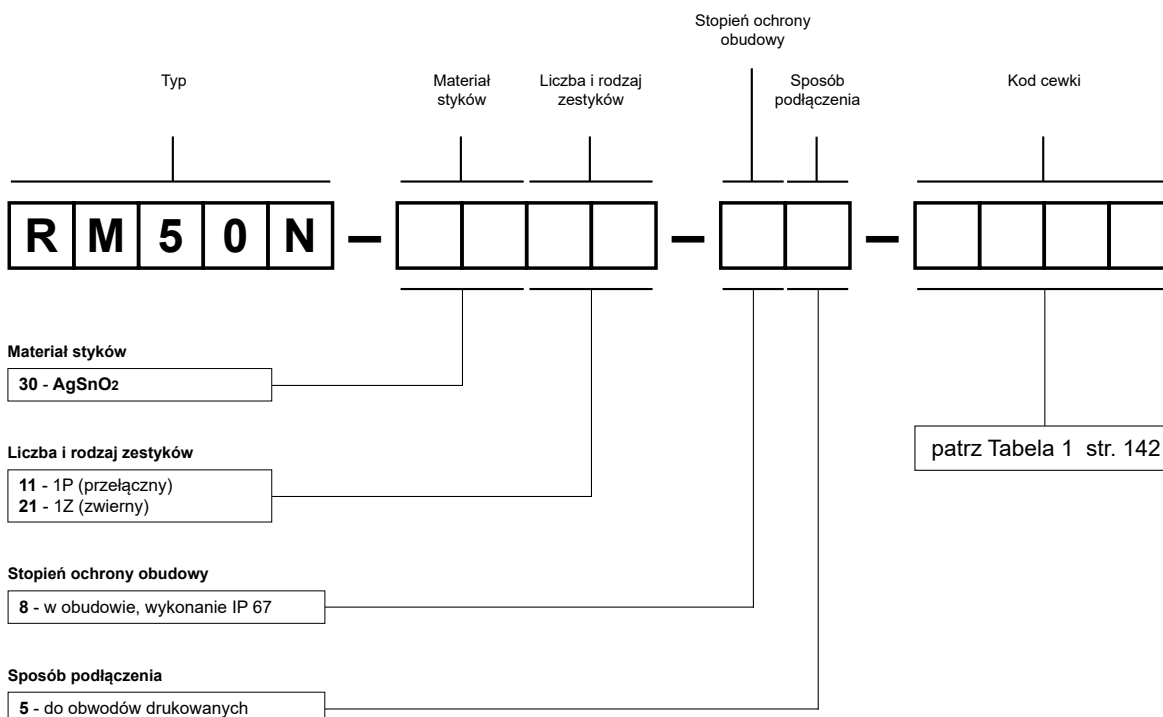 Stopień ochrony
obudowy
Typ
Materiał
styków
Liczba i rodzaj
zestyków
Sposób
podłączenia
Kod cewki
R M 5 0 N – – –
Materiał styków
30 - AgSnO2
Liczba i rodzaj zestyków
11 - 1P (przełączny)
21 - 1Z (zwierny)
patrz Tabela 1 str. 142
Stopień ochrony obudowy
8 - w obudowie, wykonanie IP 67
Sposób podłączenia
5 - do obwodów drukowanych